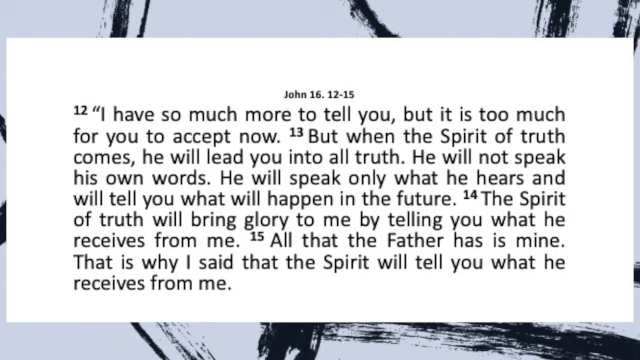 John 16. 12-15
12 “I have so much more to tell you, but it is too much
for you to accept now. 13 But when the Spirit of truth
comes, he will lead you into all truth. He will not speak
his own words. He will speak only what he hears and
will tell you what will happen in the future. 14 The Spirit
of truth will bring glory to me by telling you what he
receives from me. 15 All that the Father has is mine.
That is why I said that the Spirit will tell you what he
receives from me.